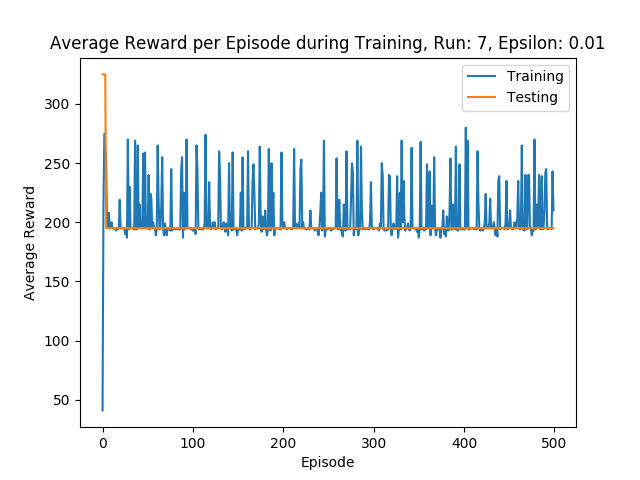 Average Reward per Episode during Training, Run: 7, Epsilon: 0.01
Training
Testing
300
250
200
150
100
50
Average Reward
0
100
200
300
400
500
Episode